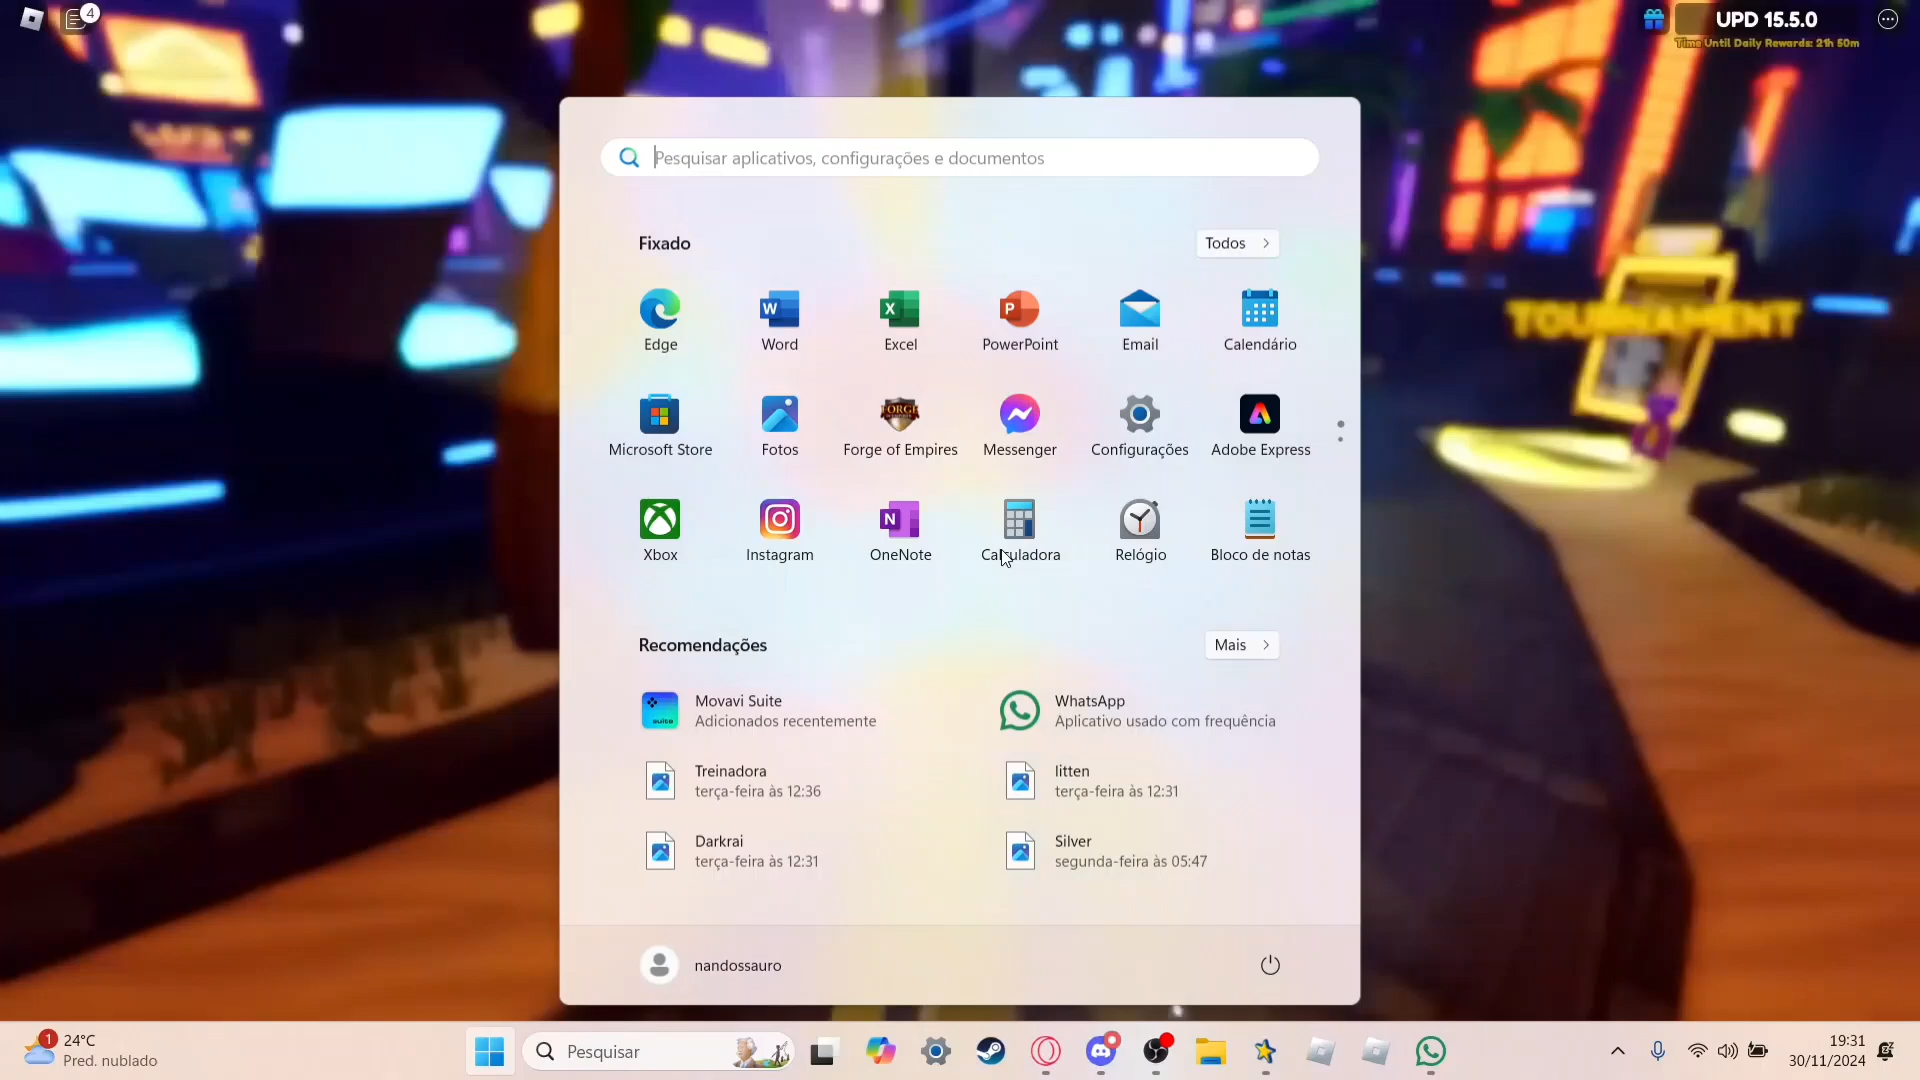 4
UPD 15.5.0
Time Until Daily Rewards: 21h 50m
TOURNAMENT
Pesquisar aplicativos, configurações e documentos
Fixado
Todos
Edge
Word
Excel
PowerPoint
Email
Calendário
Microsoft Store
Fotos
Forge of Empires
Messenger
Configurações
Adobe Express
Xbox
Instagram
OneNote
Calculadora
Relógio
Bloco de notas
Recomendações
Mais
Movavi Suite
Adicionados recentemente
WhatsApp
Aplicativo usado com frequência
Treinadora
terça-feira às 12:36
litten
terça-feira às 12:31
Darkrai
terça-feira às 12:31
Silver
segunda-feira às 05:47
nandossauro
1
24°C
Pred. nublado
Pesquisar
19:31
30/11/2024